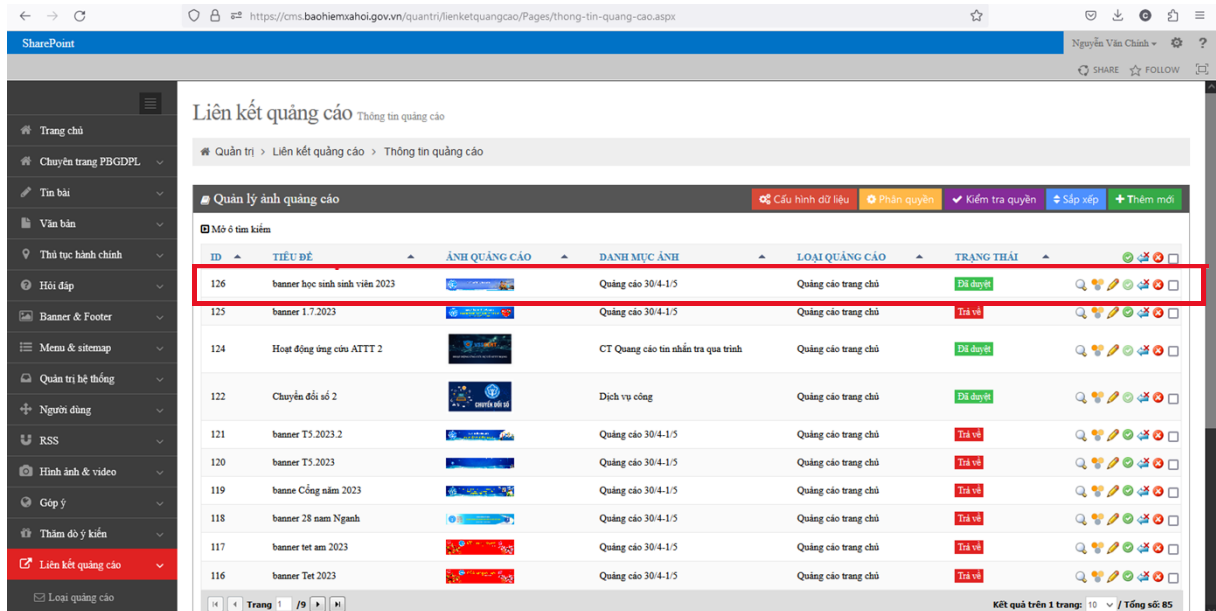 https://cms.baohiemxahoi.gov.vn/quantri/lienketquangcao/Pages/thong-tin-quang-cao.aspx
SharePoint
Nguyễn Văn Chính
?
SHARE FOLLOW
Liên kết quảng cáo Thông tin quảng cáo
Quản trị > Liên kết quảng cáo > Thông tin quảng cáo
Trang chủ
Chuyên trang PBGDPL
Tin bài
Văn bản
Thủ tục hành chính
Hỏi đáp
Banner & Footer
Menu & sitemap
Quản trị hệ thống
Người dùng
RSS
Hình ảnh & video
Góp ý
Thăm dò ý kiến
Liên kết quảng cáo
Loại quảng cáo
Quản lý ảnh quảng cáo
Cấu hình dữ liệu Phân quyền Kiểm tra quyền Sắp xếp Thêm mới
Mở ô tìm kiếm
ID TIÊU ĐỀ ẢNH QUẢNG CÁO DANH MỤC ẢNH LOẠI QUẢNG CÁO TRẠNG THÁI
126 banner học sinh sinh viên 2023 Quảng cáo 30/4-1/5 Quảng cáo trang chủ Đã duyệt
125 banner 1.7.2023 Quảng cáo 30/4-1/5 Quảng cáo trang chủ Trả về
124 Hoạt động ứng cứu ATTT 2 CT Quang cáo tin nhắn tra qua trình Quảng cáo trang chủ Đã duyệt
122 Chuyển đổi số 2 CHUYỂN ĐỔI SỐ Dịch vụ công Quảng cáo trang chủ Đã duyệt
121 banner T5.2023.2 Quảng cáo 30/4-1/5 Quảng cáo trang chủ Trả về
120 banner T5.2023 Quảng cáo 30/4-1/5 Quảng cáo trang chủ Trả về
119 banne Cổng năm 2023 Quảng cáo 30/4-1/5 Quảng cáo trang chủ Trả về
118 banner 28 nam Nganh Quảng cáo 30/4-1/5 Quảng cáo trang chủ Trả về
117 banner tet am 2023 Quảng cáo 30/4-1/5 Quảng cáo trang chủ Trả về
116 banner Tet 2023 Quảng cáo 30/4-1/5 Quảng cáo trang chủ Trả về
Trang 1 /9
Kết quả trên 1 trang: 10 / Tổng số: 85